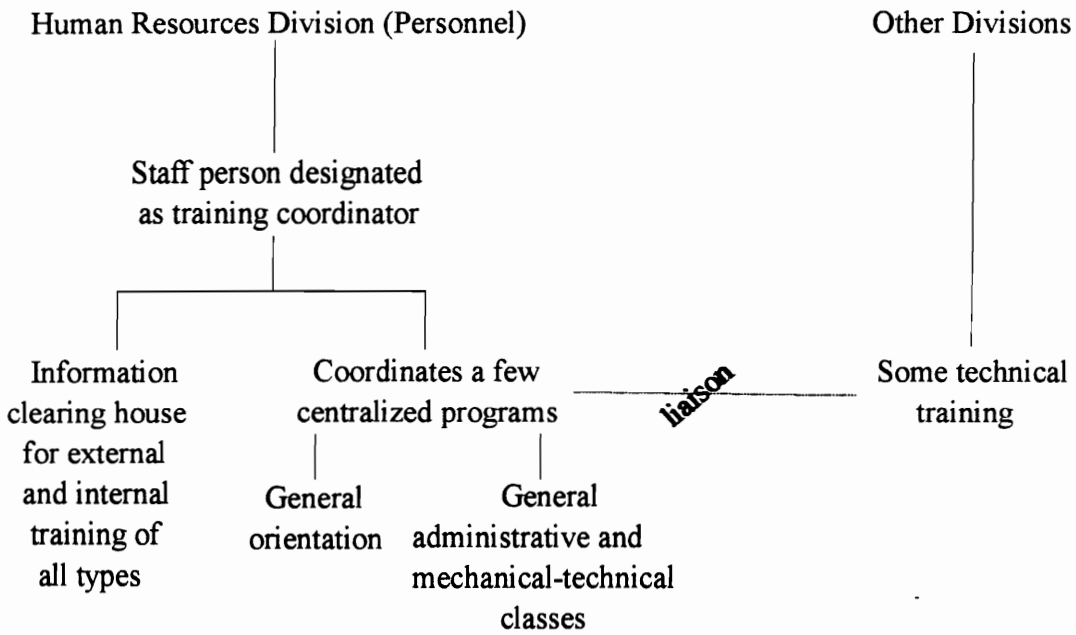 Human Resources Division (Personnel)
Other Divisions
Staff person designated
as training coordinator
Information
clearing house
for external
and internal
training of
all types
Coordinates a few
centralized programs
liaison
Some technical
training
General
orientation
General
administrative and
mechanical-technical
classes